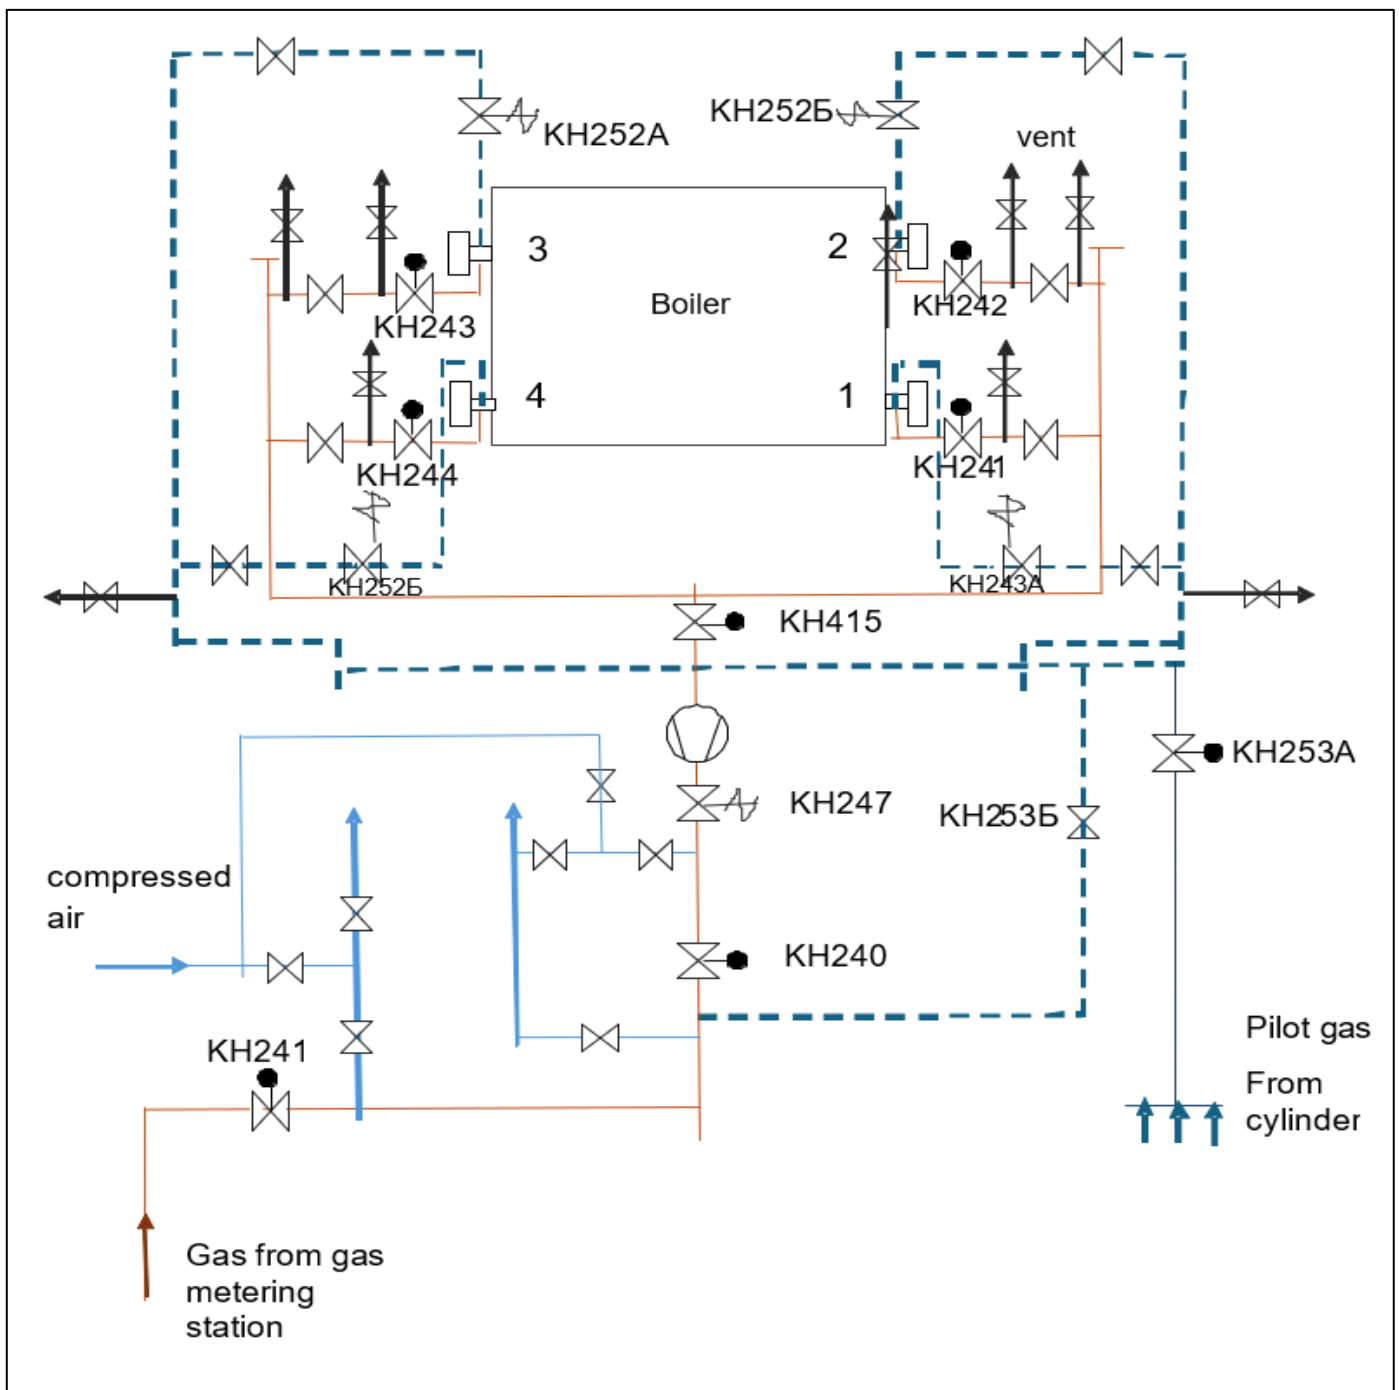 KH252A
KH252Б
vent
3
2
Boiler
KH243
KH242
4
1
KH244
KH241
KH252Б
KH243A
KH415
KH253A
KH247
KH253Б
compressed
air
KH240
Pilot gas
KH241
From
cylinder
Gas from gas
metering
station